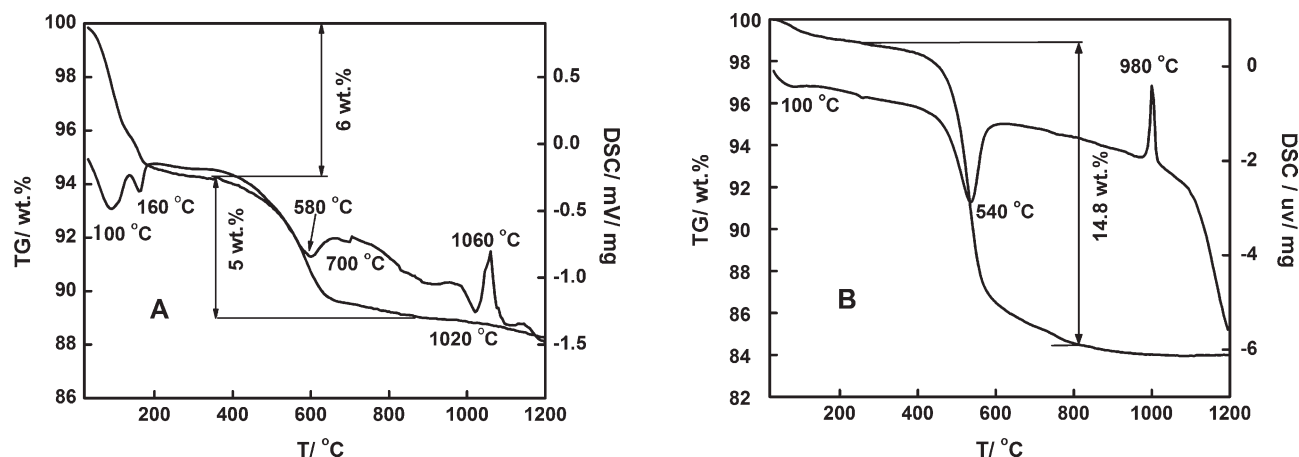 100
98
96
94
92
90
88
86
TG/ wt.%
200
400
600
800
1000
1200
T/ °C
0.5
0.0
-0.5
-1.0
-1.5
DSC/ mV/ mg
6 wt.%
5 wt.%
100 °C
160 °C
580 °C
700 °C
1060 °C
1020 °C
A
100
98
96
94
92
90
88
86
84
82
TG/ wt.%
200
400
600
800
1000
1200
T/ °C
0
-2
-4
-6
DSC / uv/ mg
100 °C
540 °C
980 °C
14.8 wt.%
B